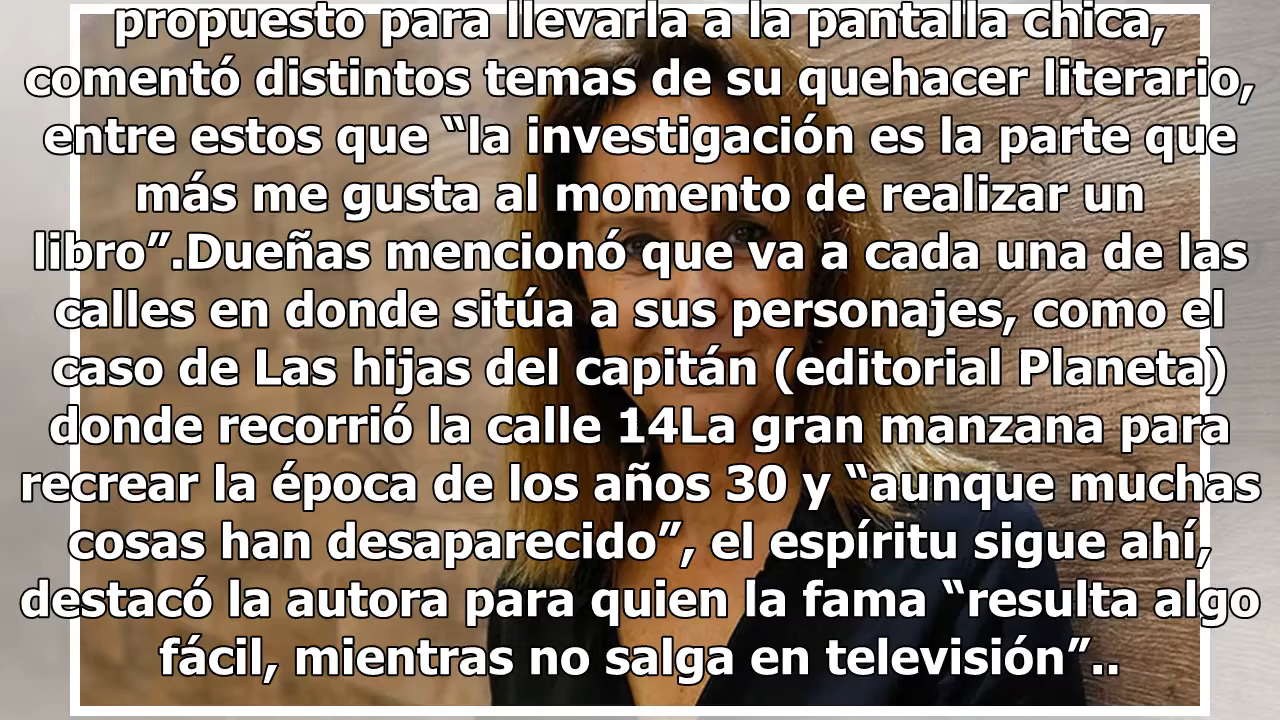 propuesto para llevarla a la pantalla chica,
comentó distintos temas de su quehacer literario,
entre estos que “la investigación es la parte que
más me gusta al momento de realizar un
libro”.Dueñas mencionó que va a cada una de las
calles en donde sitúa a sus personajes, como el
caso de Las hijas del capitán (editorial Planeta)
donde recorrió la calle 14La gran manzana para
recrear la época de los años 30 y “aunque muchas
cosas han desaparecido”, el espíritu sigue ahí,
destacó la autora para quien la fama “resulta algo
fácil, mientras no salga en televisión”..